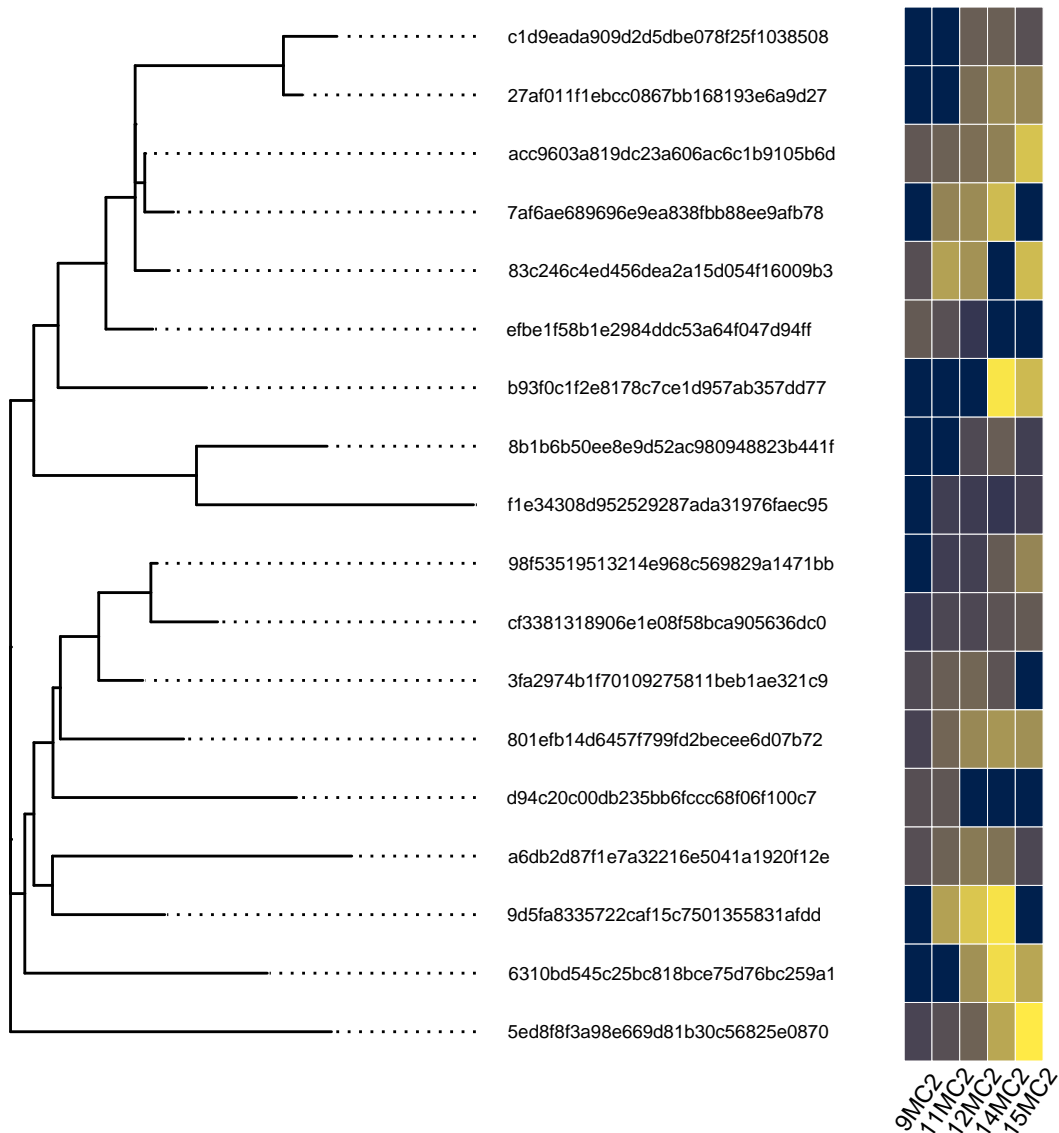 c1d9eada909d2d5dbe078f25f1038508
27af011f1ebcc0867bb168193e6a9d27
acc9603a819dc23a606ac6c1b9105b6d
7af6ae689696e9ea838fbb88ee9afb78
83c246c4ed456dea2a15d054f16009b3
efbe1f58b1e2984ddc53a64f047d94ff
b93f0c1f2e8178c7ce1d957ab357dd77
8b1b6b50ee8e9d52ac980948823b441f
f1e34308d952529287ada31976faec95
98f53519513214e968c569829a1471bb
cf3381318906e1e08f58bca905636dc0
3fa2974b1f70109275811beb1ae321c9
801efb14d6457f799fd2becee6d07b72
d94c20c00db235bb6fccc68f06f100c7
a6db2d87f1e7a32216e5041a1920f12e
9d5fa8335722caf15c7501355831afdd
6310bd545c25bc818bce75d76bc259a1
5ed8f8f3a98e669d81b30c56825e0870
9MC2
11MC2
12MC2
14MC2
15MC2